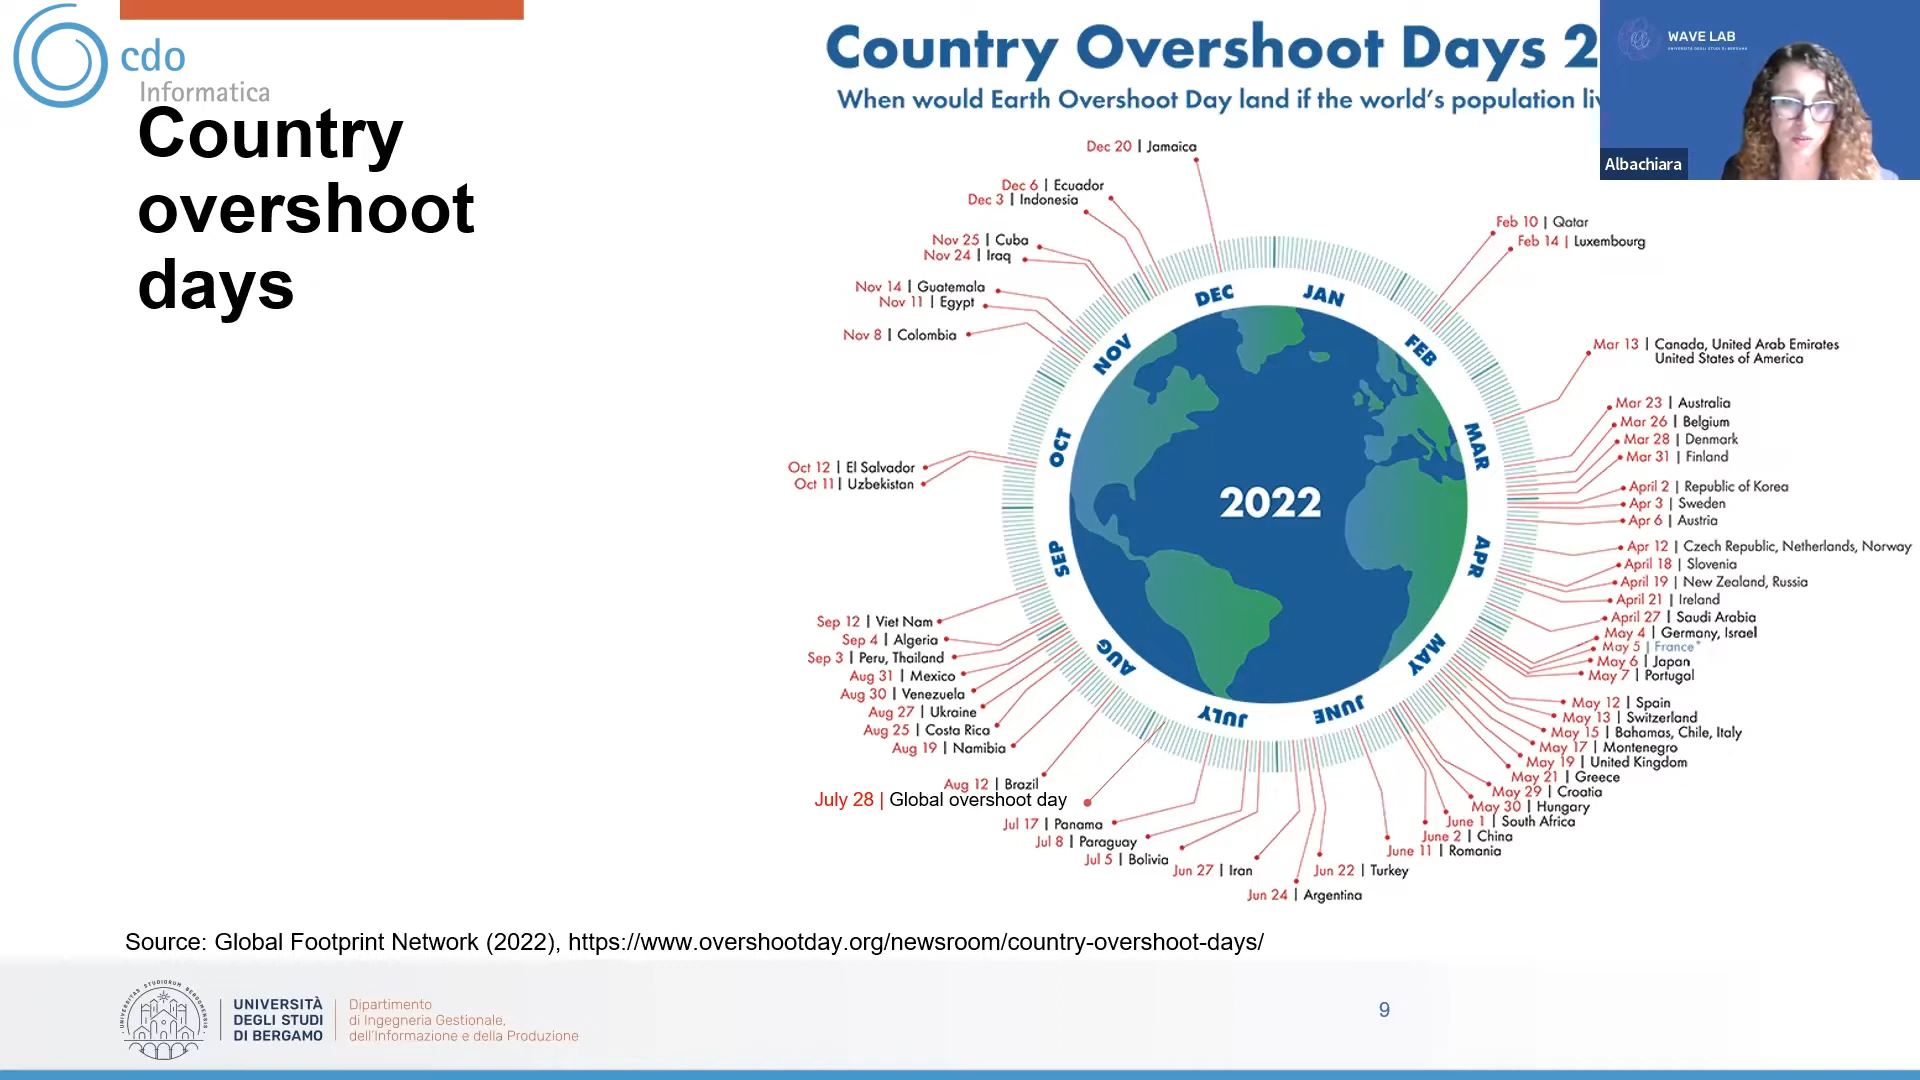 cdo
Informatica
Country
overshoot
days
Country Overshoot Days 2
When would Earth Overshoot Day land if the world's population
WAVE LAB
UNIVERSITÀ DEGLI STUDI DI BERGAMO
Albachiara
Dec 20 | Jamaica
Dec 6 | Ecuador
Dec 3 | Indonesia
Nov 25 | Cuba
Nov 24 | Iraq
Nov 14 | Guatemala
Nov 11 | Egypt
Nov 8 | Colombia
Oct 12 | El Salvador
Oct 11 | Uzbekistan
Sep 12 | Viet Nam
Sep 4 | Algeria
Sep 3 | Peru, Thailand
Aug 31 | Mexico
Aug 30 | Venezuela
Aug 27 | Ukraine
Aug 25 | Costa Rica
Aug 19 | Namibia
Aug 12 | Brazil
July 28 | Global overshoot day
Jul 17 | Panama
Jul 8 | Paraguay
Jul 5 | Bolivia
Jun 27 | Iran
Jun 24 | Argentina
Jun 22 | Turkey
Feb 10 | Qatar
Feb 14 | Luxembourg
Mar 13 | Canada, United Arab Emirates
United States of America
Mar 23 | Australia
Mar 26 | Belgium
Mar 28 | Denmark
Mar 31 | Finland
April 2 | Republic of Korea
Apr 3 | Sweden
Apr 6 | Austria
Apr 12 | Czech Republic, Netherlands, Norway
April 18 | Slovenia
April 19 | New Zealand, Russia
April 21 | Ireland
April 27 | Saudi Arabia
May 4 | Germany, Israel
May 5 | France*
May 6 | Japan
May 7 | Portugal
May 12 | Spain
May 13 | Switzerland
May 15 | Bahamas, Chile, Italy
May 17 | Montenegro
May 19 | United Kingdom
May 21 | Greece
May 29 | Croatia
May 30 | Hungary
June 1 | South Africa
June 2 | China
June 11 | Romania
JAN
FEB
MAR
APR
MAY
JUNE
JULY
AUG
SEP
OCT
NOV
DEC
2022
Source: Global Footprint Network (2022), https://www.overshootday.org/newsroom/country-overshoot-days/
UNIVERSITÀ
DEGLI STUDI
DI BERGAMO
Dipartimento
di Ingegneria Gestionale,
dell'Informazione e della Produzione
9